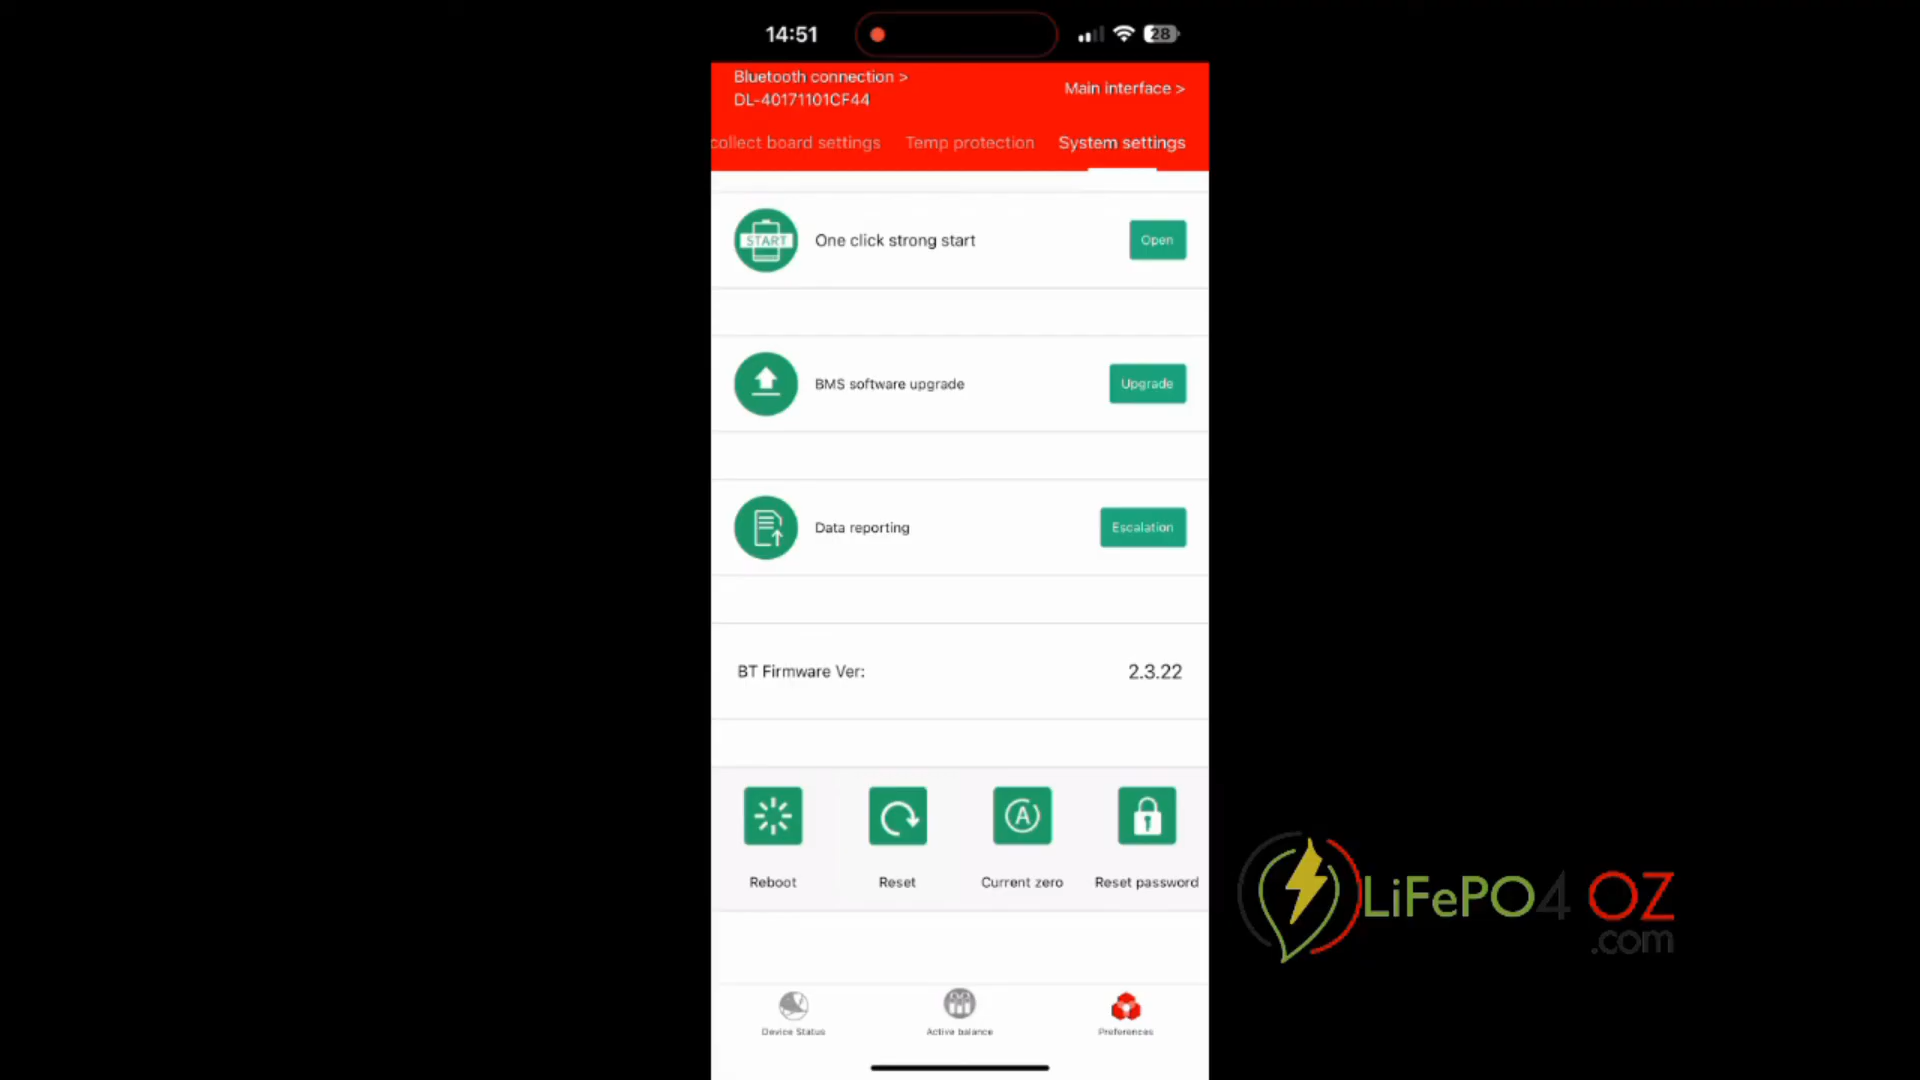 14:51
28
Bluetooth connection >
DL-40171101CF44
Main interface >
collect board settings
Temp protection
System settings
START
One click strong start
Open
BMS software upgrade
Upgrade
Data reporting
Escalation
BT Firmware Ver:
2.3.22
A
Reboot
Reset
Current zero
Reset password
LiFePO4 OZ
.com
Device Status
Active balance
Preferences